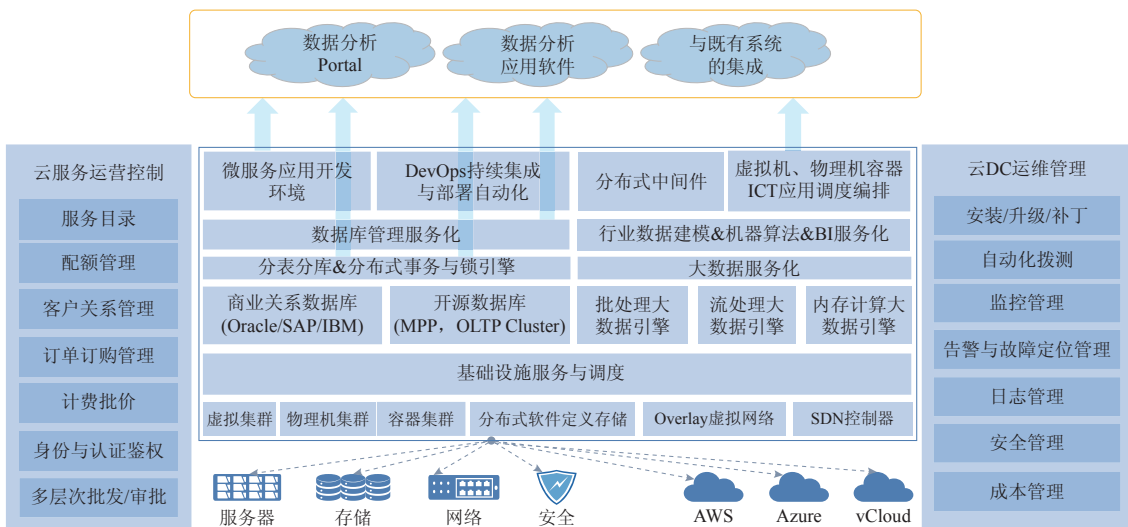 数据分析
Portal
数据分析
应用软件
与既有系统
的集成
云服务运营控制
服务目录
配额管理
客户关系管理
订单订购管理
计费批价
身份与认证鉴权
多层次批发/审批
微服务应用开发
环境
DevOps持续集成
与部署自动化
分布式中间件
虚拟机、物理机容器
ICT应用调度编排
数据库管理服务化
行业数据建模&机器算法&BI服务化
分表分库&分布式事务与锁引擎
大数据服务化
商业关系数据库
(Oracle/SAP/IBM)
开源数据库
(MPP，OLTP Cluster)
批处理大
数据引擎
流处理大
数据引擎
内存计算大
数据引擎
基础设施服务与调度
虚拟集群
物理机集群
容器集群
分布式软件定义存储
Overlay虚拟网络
SDN控制器
服务器
存储
网络
安全
AWS
Azure
vCloud
云DC运维管理
安装/升级/补丁
自动化拨测
监控管理
告警与故障定位管理
日志管理
安全管理
成本管理